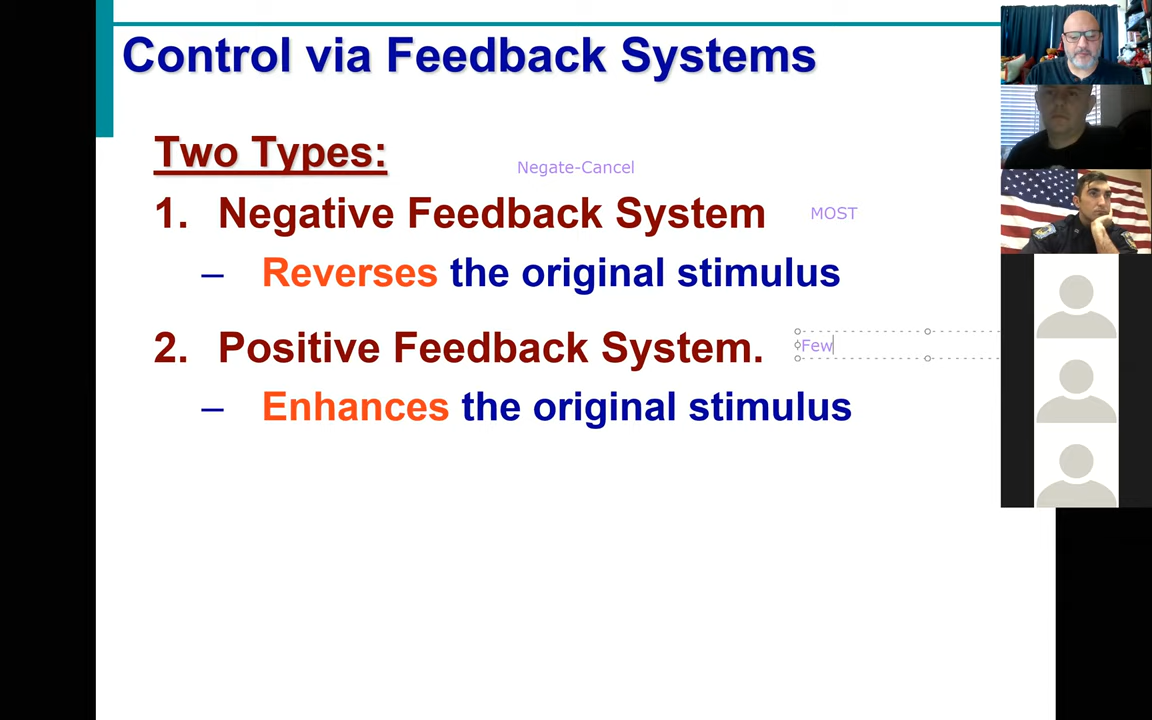 Control via Feedback Systems
Two Types:
Negate-Cancel
1. Negative Feedback System
MOST
– Reverses the original stimulus
2. Positive Feedback System.
Few
– Enhances the original stimulus